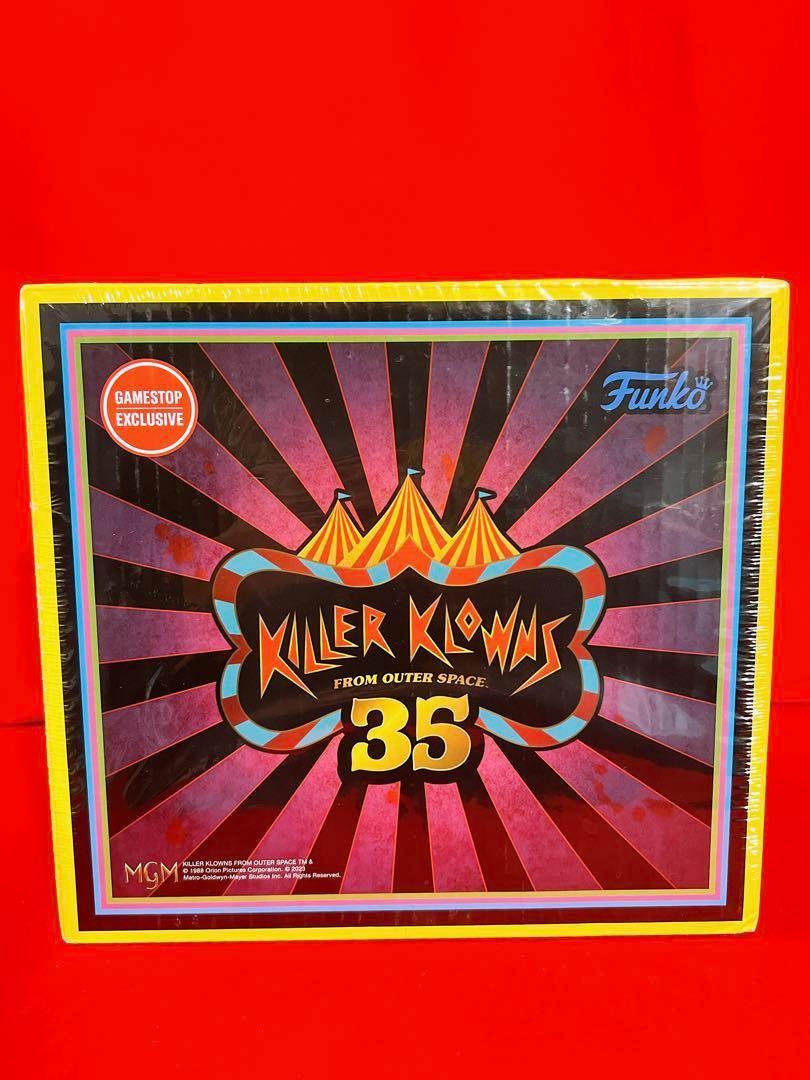 GAMESTOP
EXCLUSIVE
Funko
KILLER KLOWNS
FROM OUTER SPACE™
35
MGM
KILLER KLOWNS FROM OUTER SPACE TM &
© 1988 Orion Pictures Corporation. © 2023
Metro-Goldwyn-Mayer Studios Inc. All Rights Reserved.